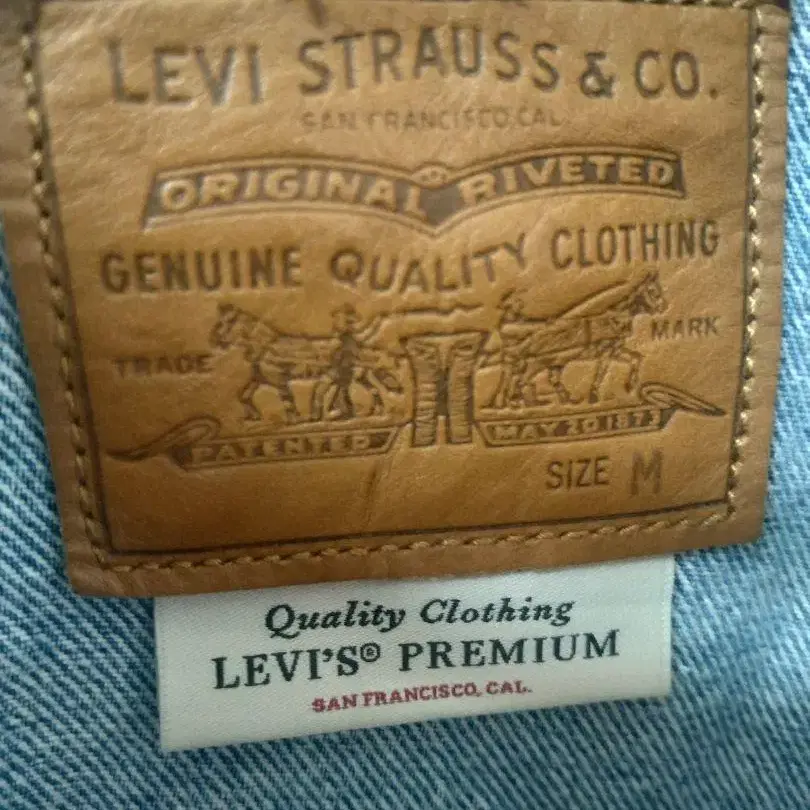 LEVI STRAUSS & CO.
SAN FRANCISCO CAL
ORIGINAL RIVETED
GENUINE QUALITY CLOTHING
TRADE MARK
PATENTED MAY 20 1873
SIZE M
Quality Clothing
LEVI'S® PREMIUM
SAN FRANCISCO, CAL.